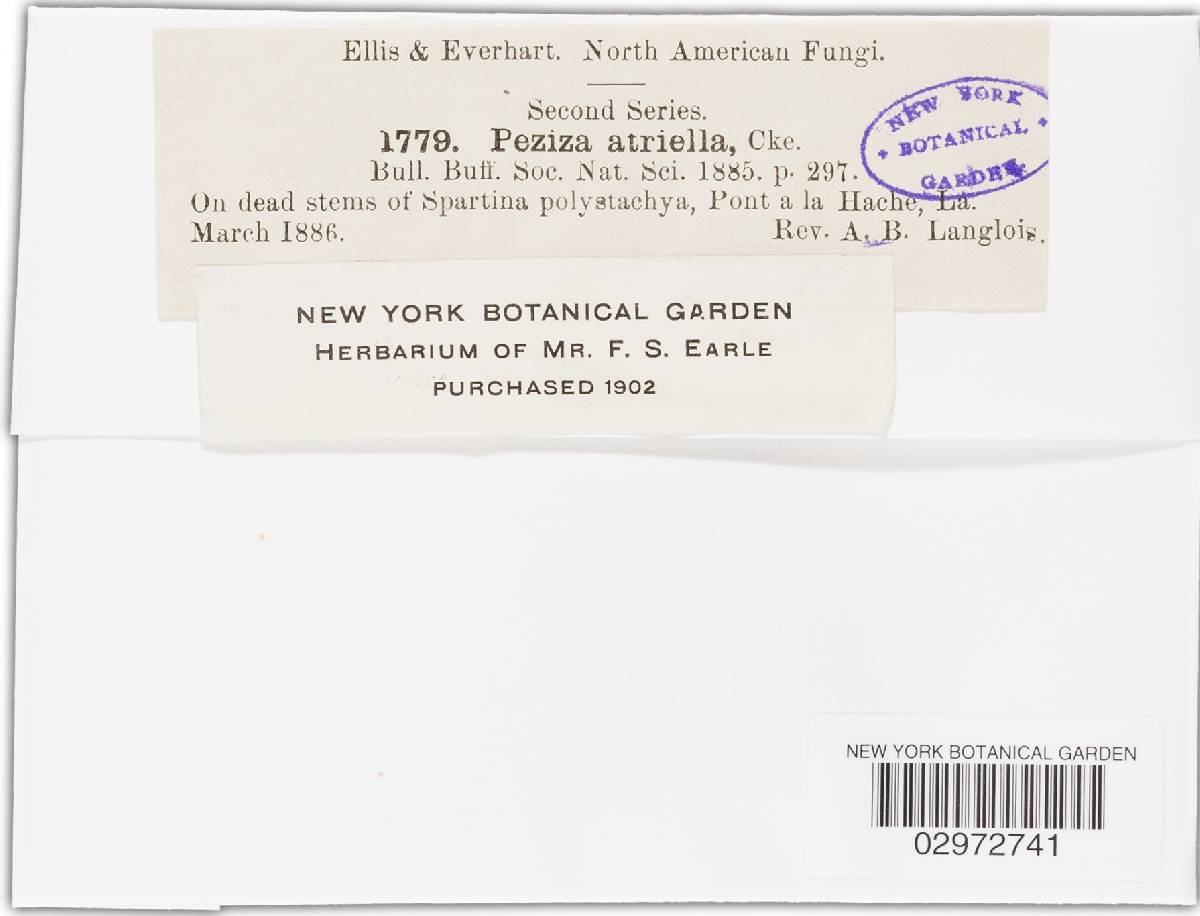 Ellis & Everhart. North American Fungi.
Second Series.
1779. Peziza atriella, Cke.
Bull. Buff. Soc. Nat. Sci. 1885. p. 297.
On dead stems of Spartina polystachya, Pont a la Hache, La.
March 1886. Rev. A. B. Langlois.
NEW YORK
BOTANICAL
GARDEN
NEW YORK BOTANICAL GARDEN
HERBARIUM OF MR. F. S. EARLE
PURCHASED 1902
NEW YORK BOTANICAL GARDEN
02972741